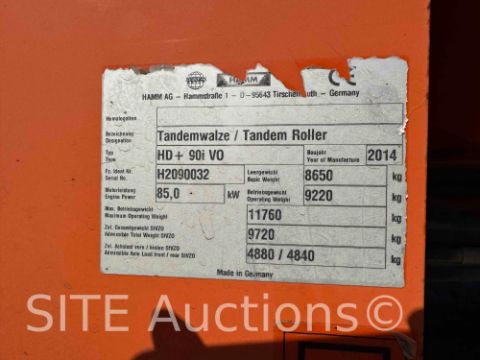 HAMM
CE
HAMM AG – Hammstraße 1 – D-95643 Tirschenreuth – Germany
Homologation
Bezeichnung Designation Tandemwalze / Tandem Roller
Typ Type HD+ 90i VO Baujahr Year of Manufacture 2014
Fz. Ident Nr. Serial No. H2090032 Leergewicht Basic Weight 8650 kg
Motorleistung Engine Power 85,0 kW Betriebsgewicht Operating Weight 9220 kg
Max. Betriebsgewicht Maximum Operating Weight 11760 kg
Zul. Gesamtgewicht StVZO Admissible Total Weight StVZO 9720 kg
Zul. Achslast vorn / hinten StVZO Admissible Axle Load front / rear StVZO 4880 / 4840 kg
Made in Germany
SITE Auctions©